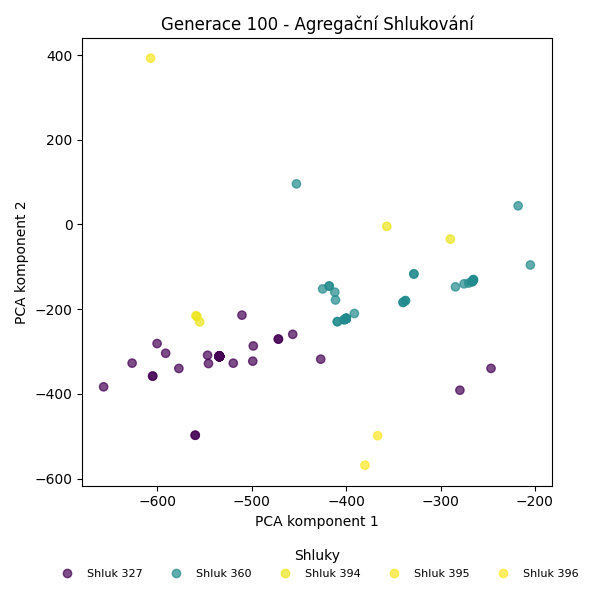 Generace 100 - Agregační Shlukování
PCA komponent 2
400
200
0
−200
−400
−600
−600
−500
−400
−300
−200
PCA komponent 1
Shluky
Shluk 327 Shluk 360 Shluk 394 Shluk 395 Shluk 396